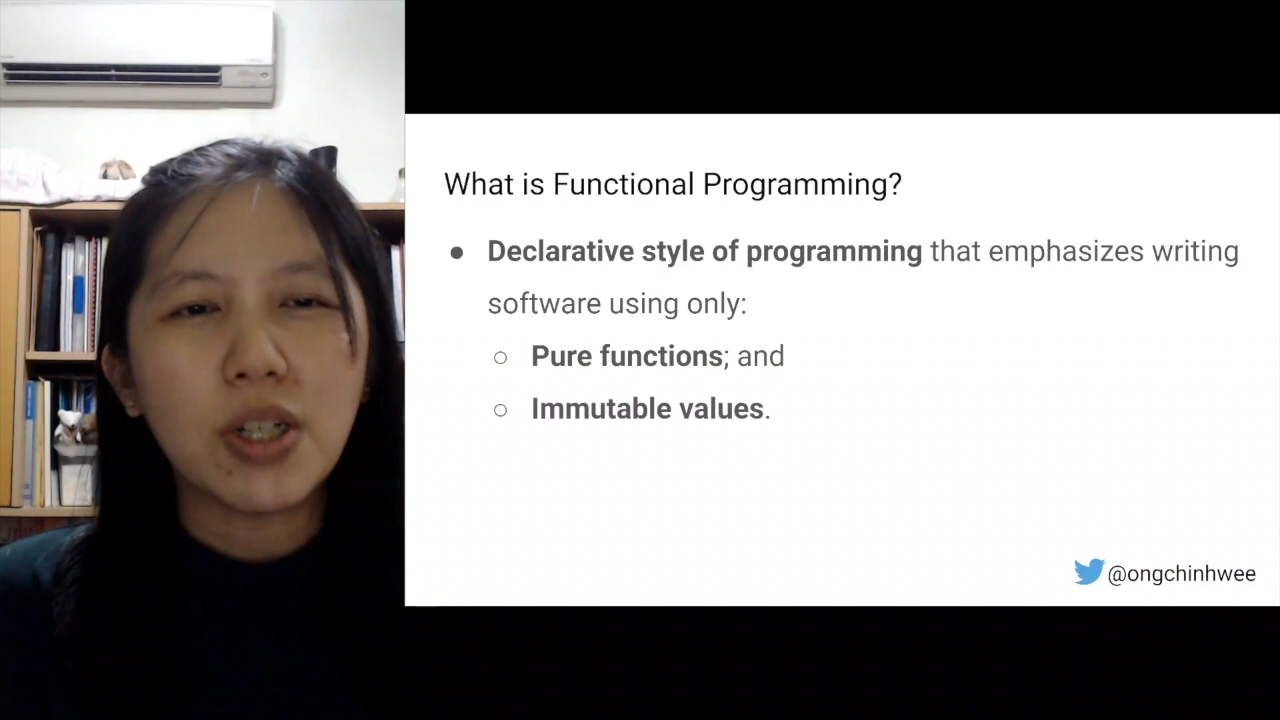 What is Functional Programming?
● Declarative style of programming that emphasizes writing
software using only:
○ Pure functions; and
○ Immutable values.
@ongchinhwee